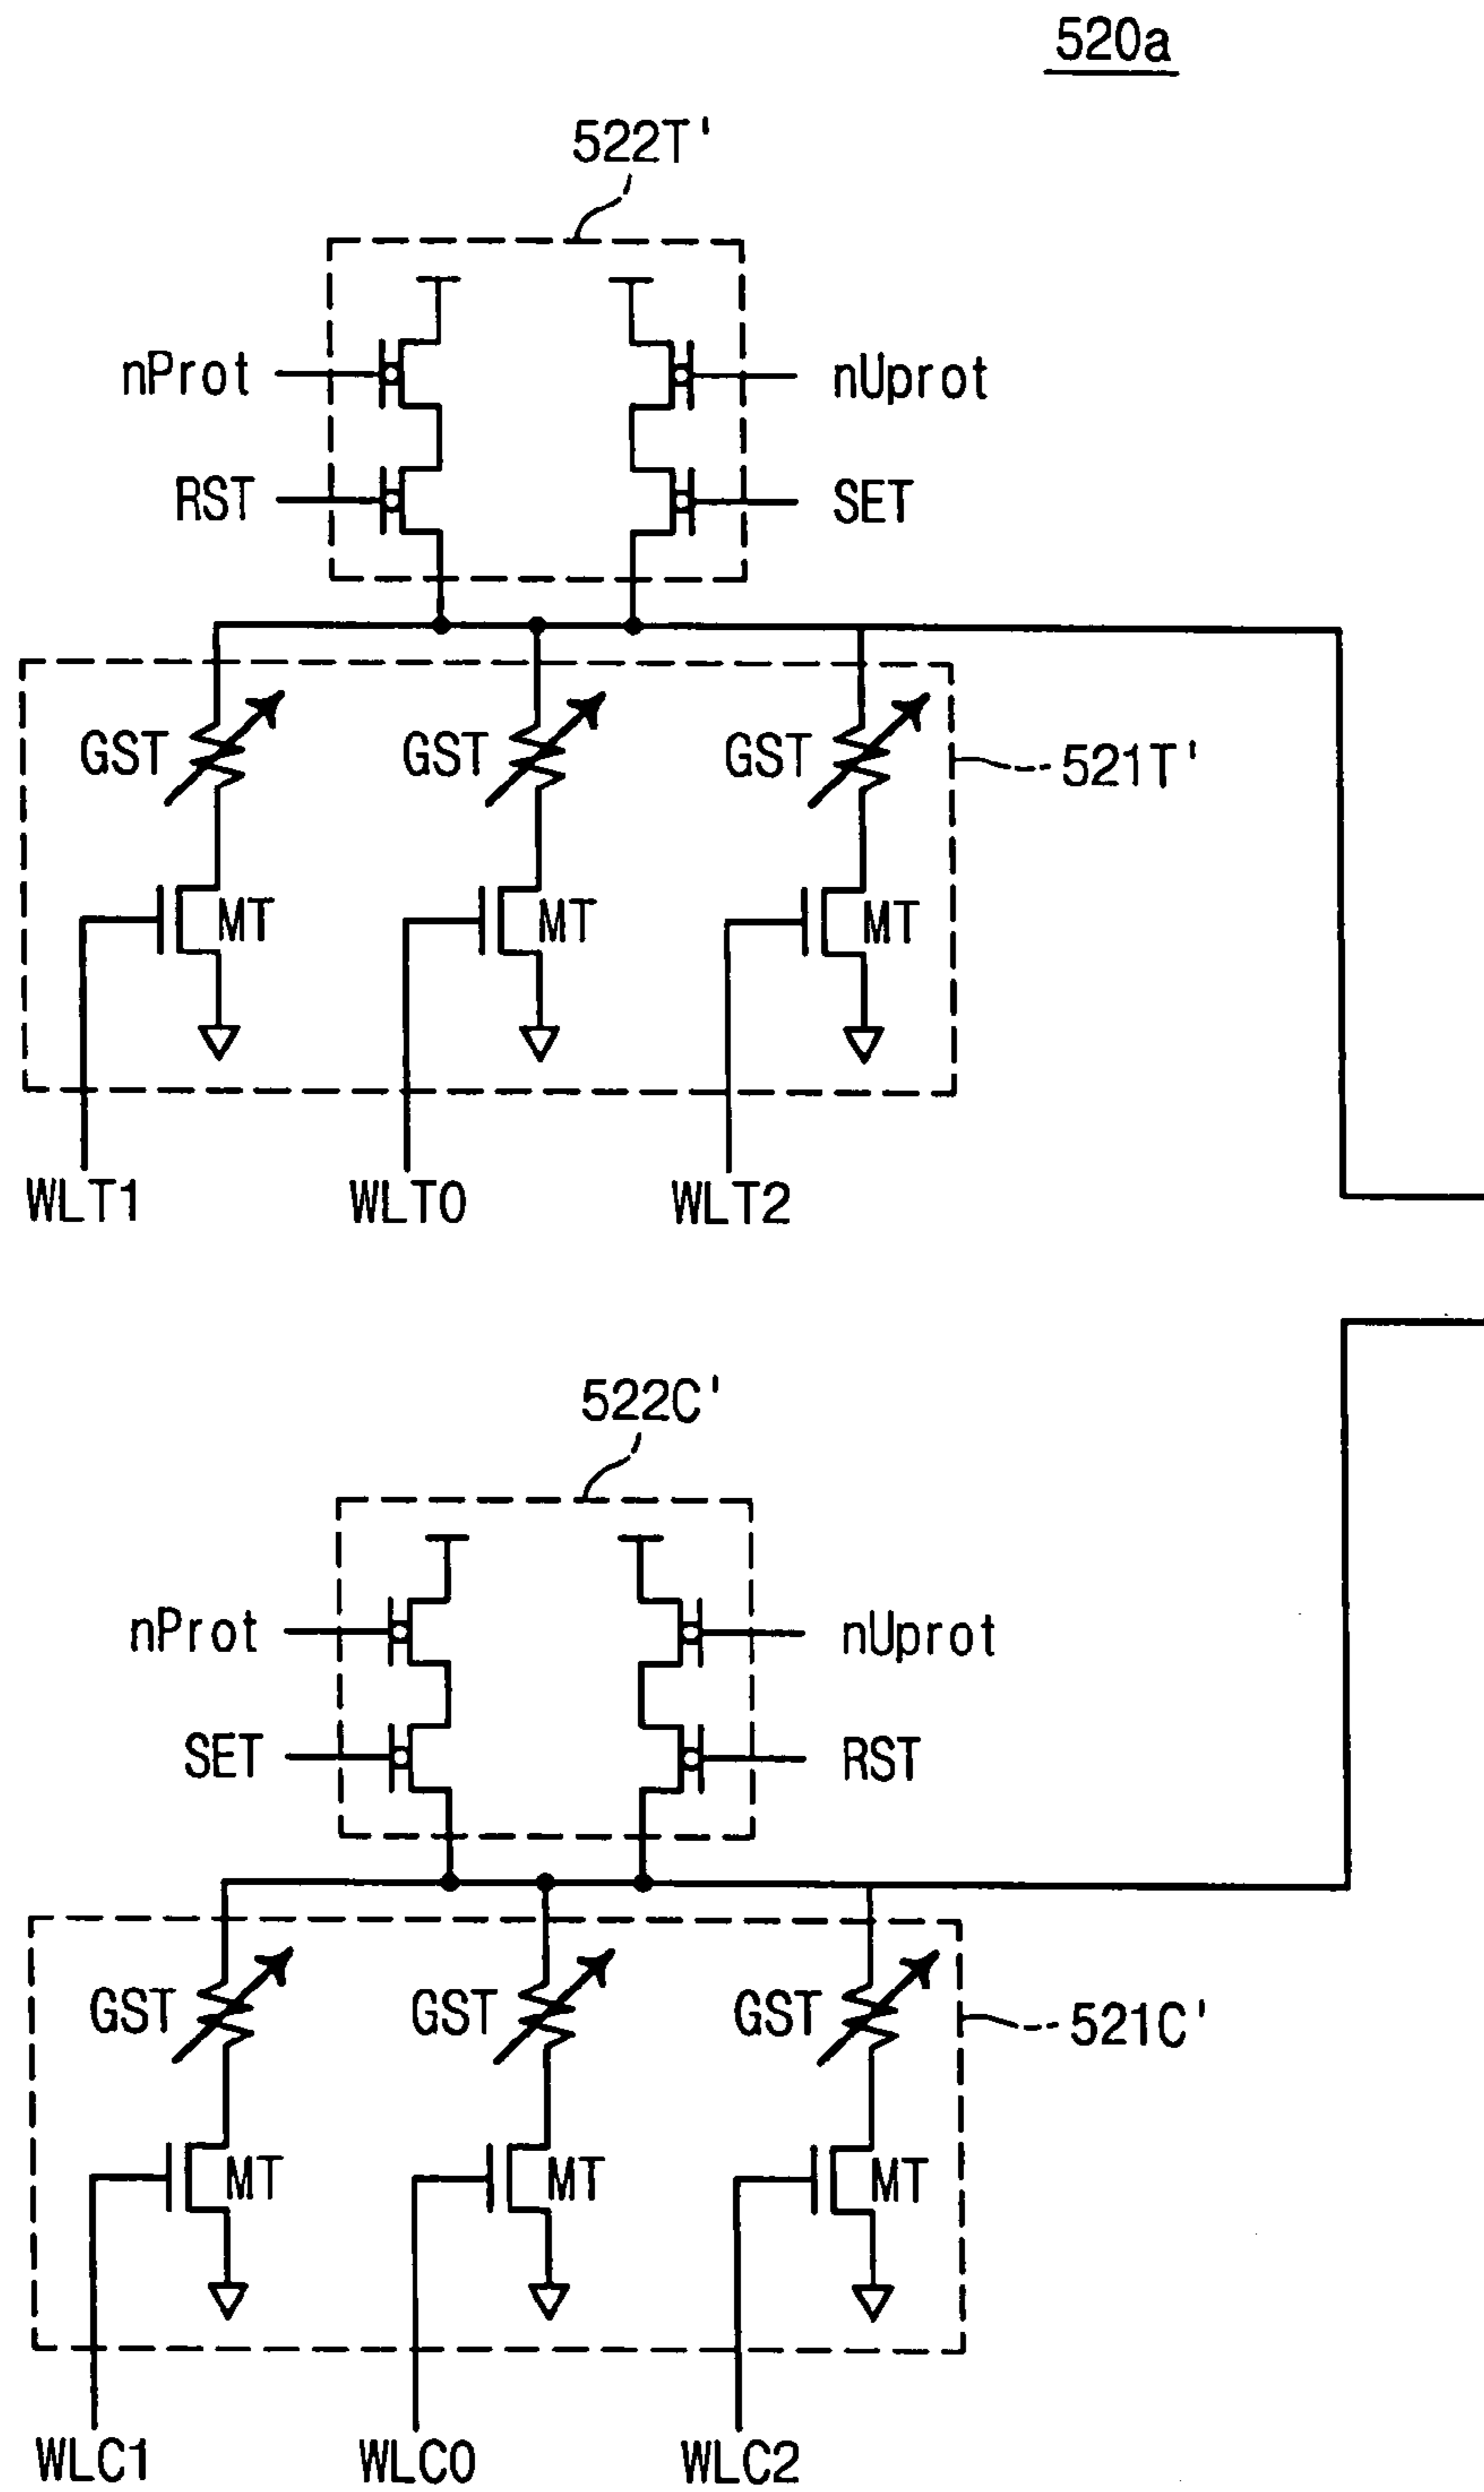 520a
522T'
nProt
nUprot
RST
SET
GST
GST
GST
521T'
MT
MT
MT
WLT1
WLT0
WLT2
522C'
nProt
nUprot
SET
RST
GST
GST
GST
521C'
MT
MT
MT
WLC1
WLC0
WLC2